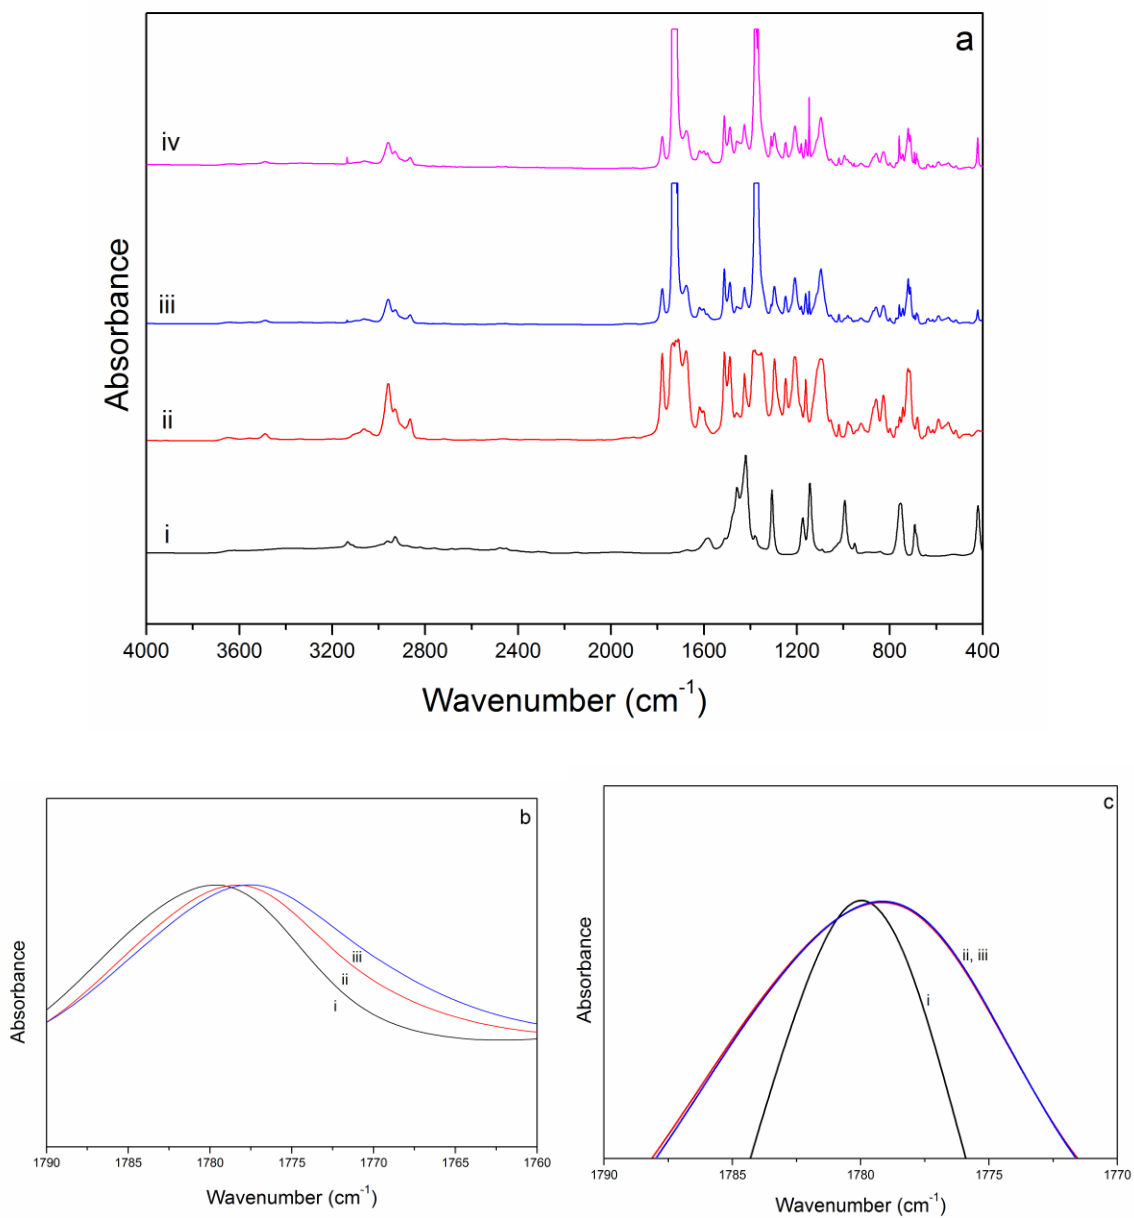 a
iv
iii
ii
i
Absorbance
4000 3600 3200 2800 2400 2000 1600 1200 800 400
Wavenumber (cm⁻¹)
b
iii
ii
i
Absorbance
1790 1785 1780 1775 1770 1765 1760
Wavenumber (cm⁻¹)
c
ii, iii
i
Absorbance
1790 1785 1780 1775 1770
Wavenumber (cm⁻¹)